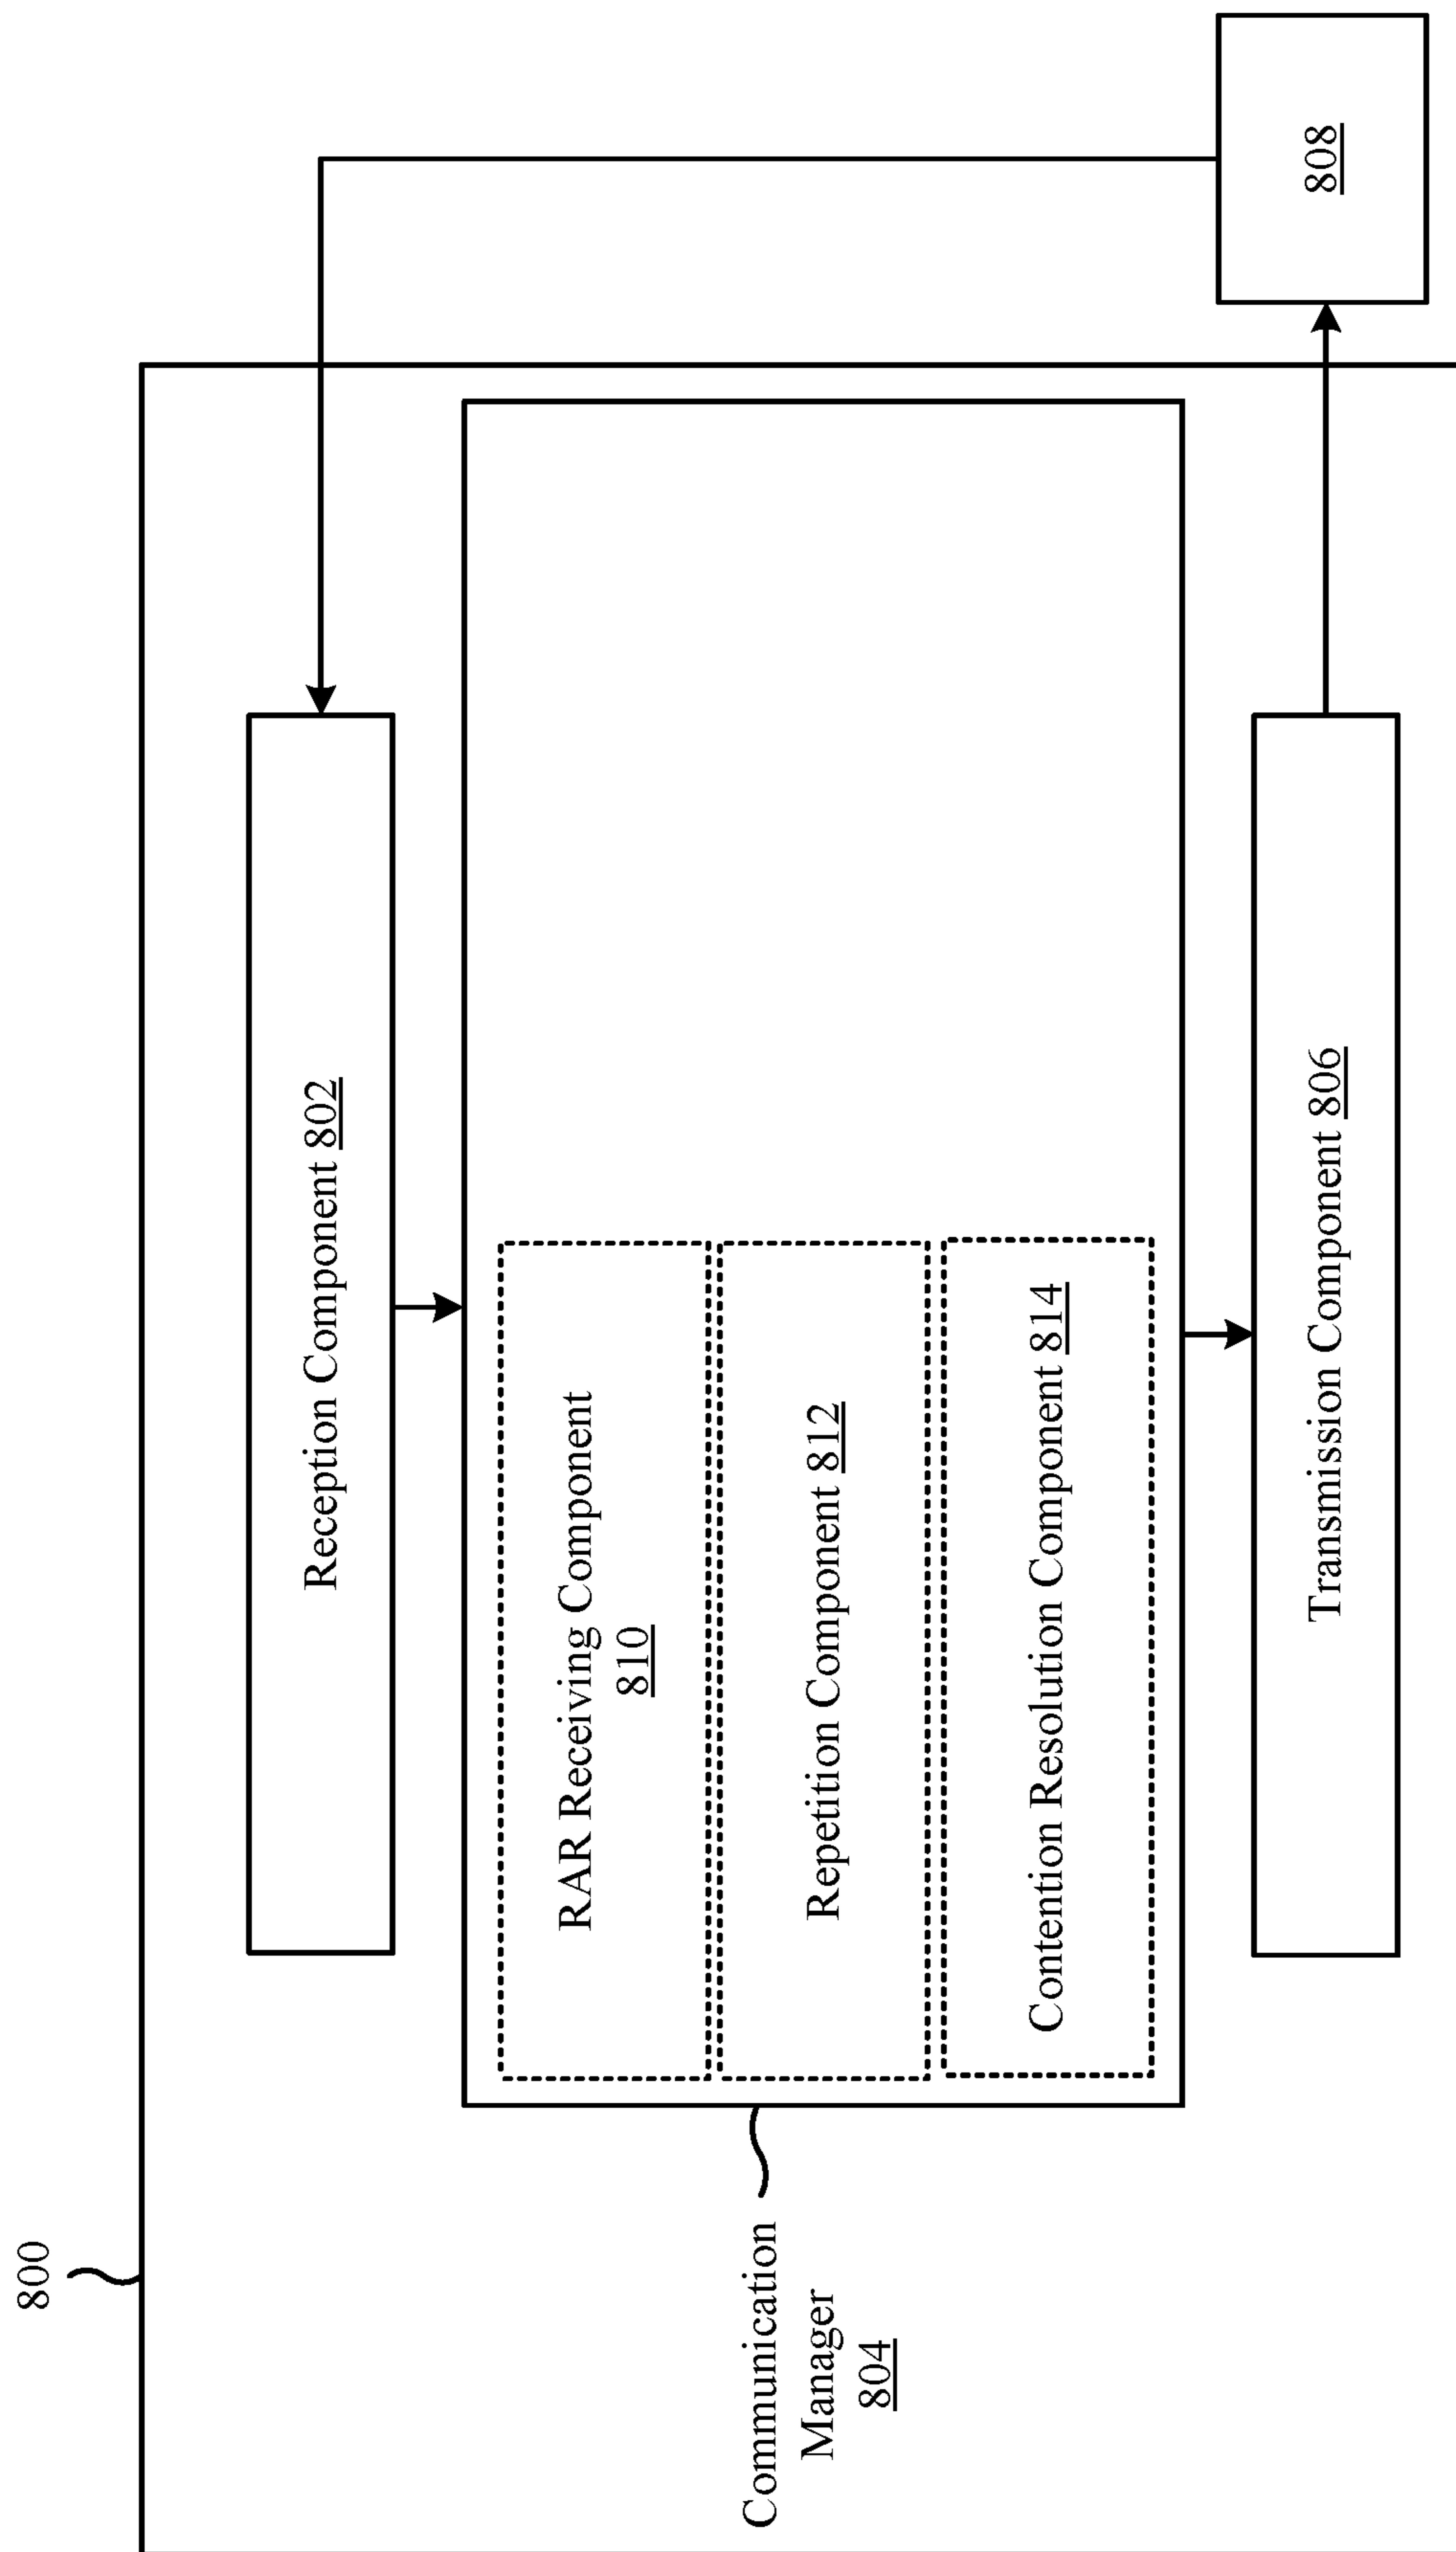 800
Reception Component 802
Communication
Manager
804
RAR Receiving Component
810
Repetition Component 812
Contention Resolution Component 814
Transmission Component 806
808